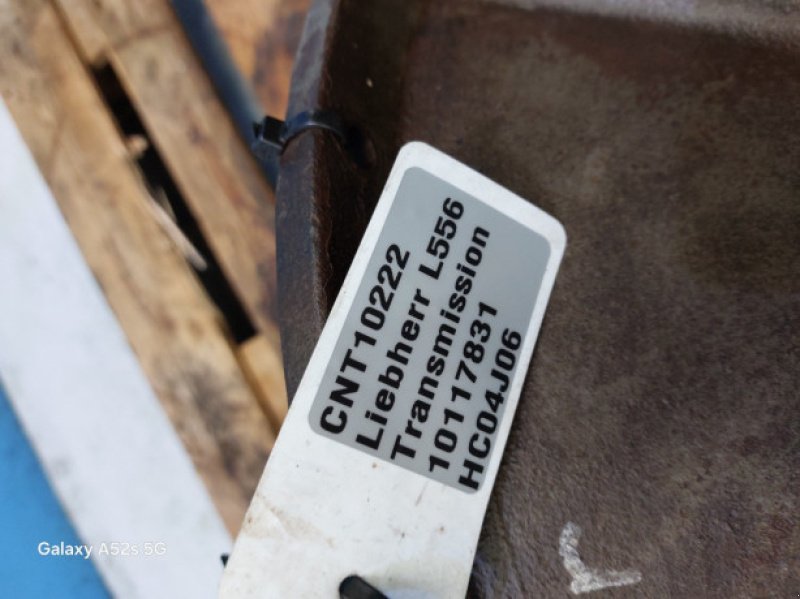 CNT10222
Liebherr L556
Transmission
10117831
HC04J06
Galaxy A52s 5G